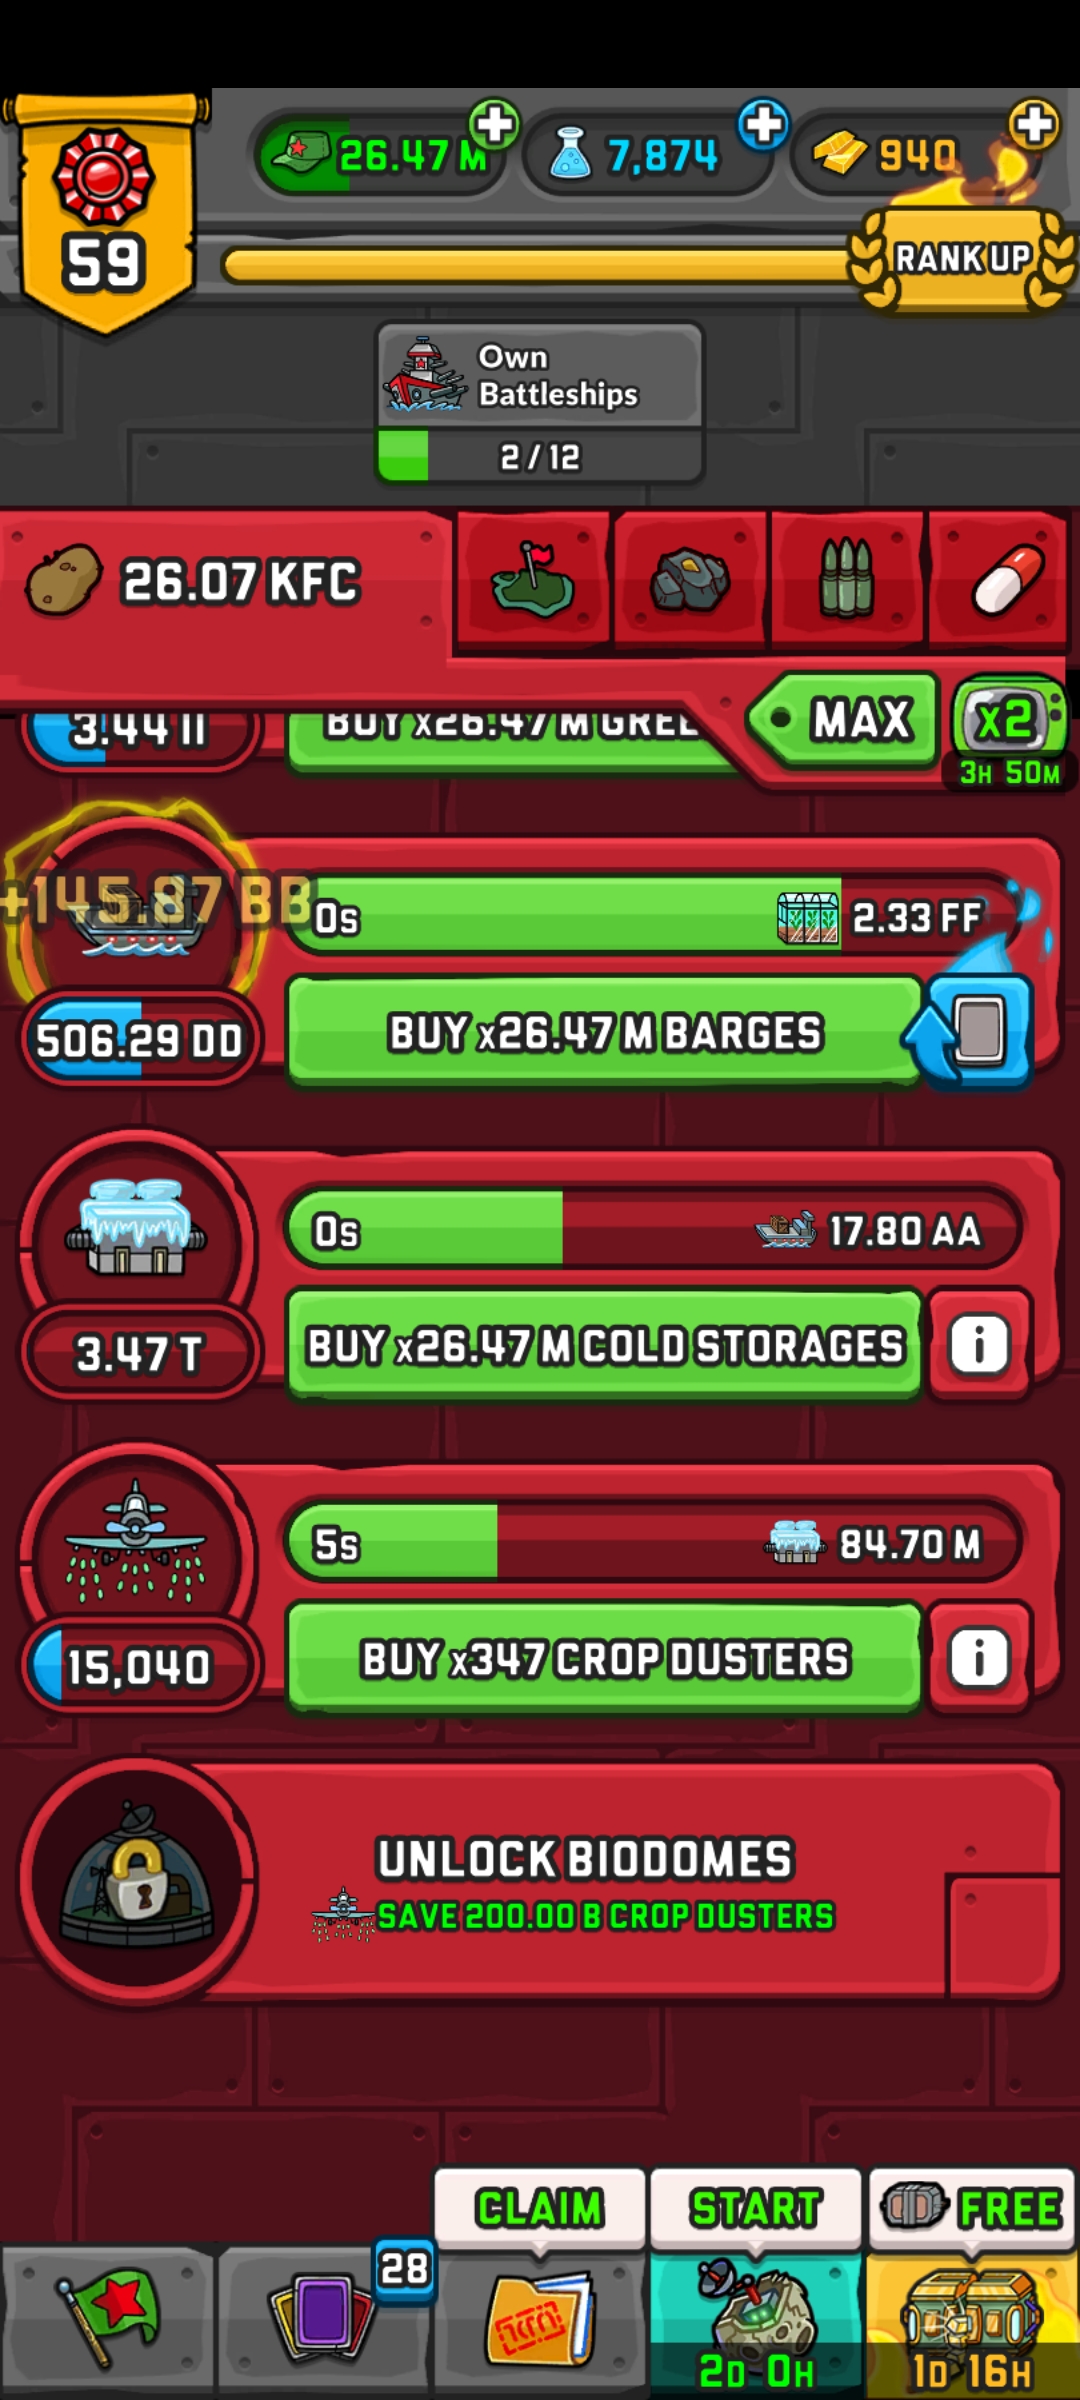 26.47 M
7,874
940
59
RANK UP
Own
Battleships
2 / 12
26.07 KFC
MAX
x2
3H 50M
3.44 II
BUY x26.47 M GREE
+145.87 BB
0s
2.33 FF
506.29 DD
BUY x26.47 M BARGES
0s
17.80 AA
3.47 T
BUY x26.47 M COLD STORAGES
i
5s
84.70 M
15,040
BUY x347 CROP DUSTERS
i
UNLOCK BIODOMES
SAVE 200.00 B CROP DUSTERS
CLAIM
START
FREE
28
2D 0H
1D 16H